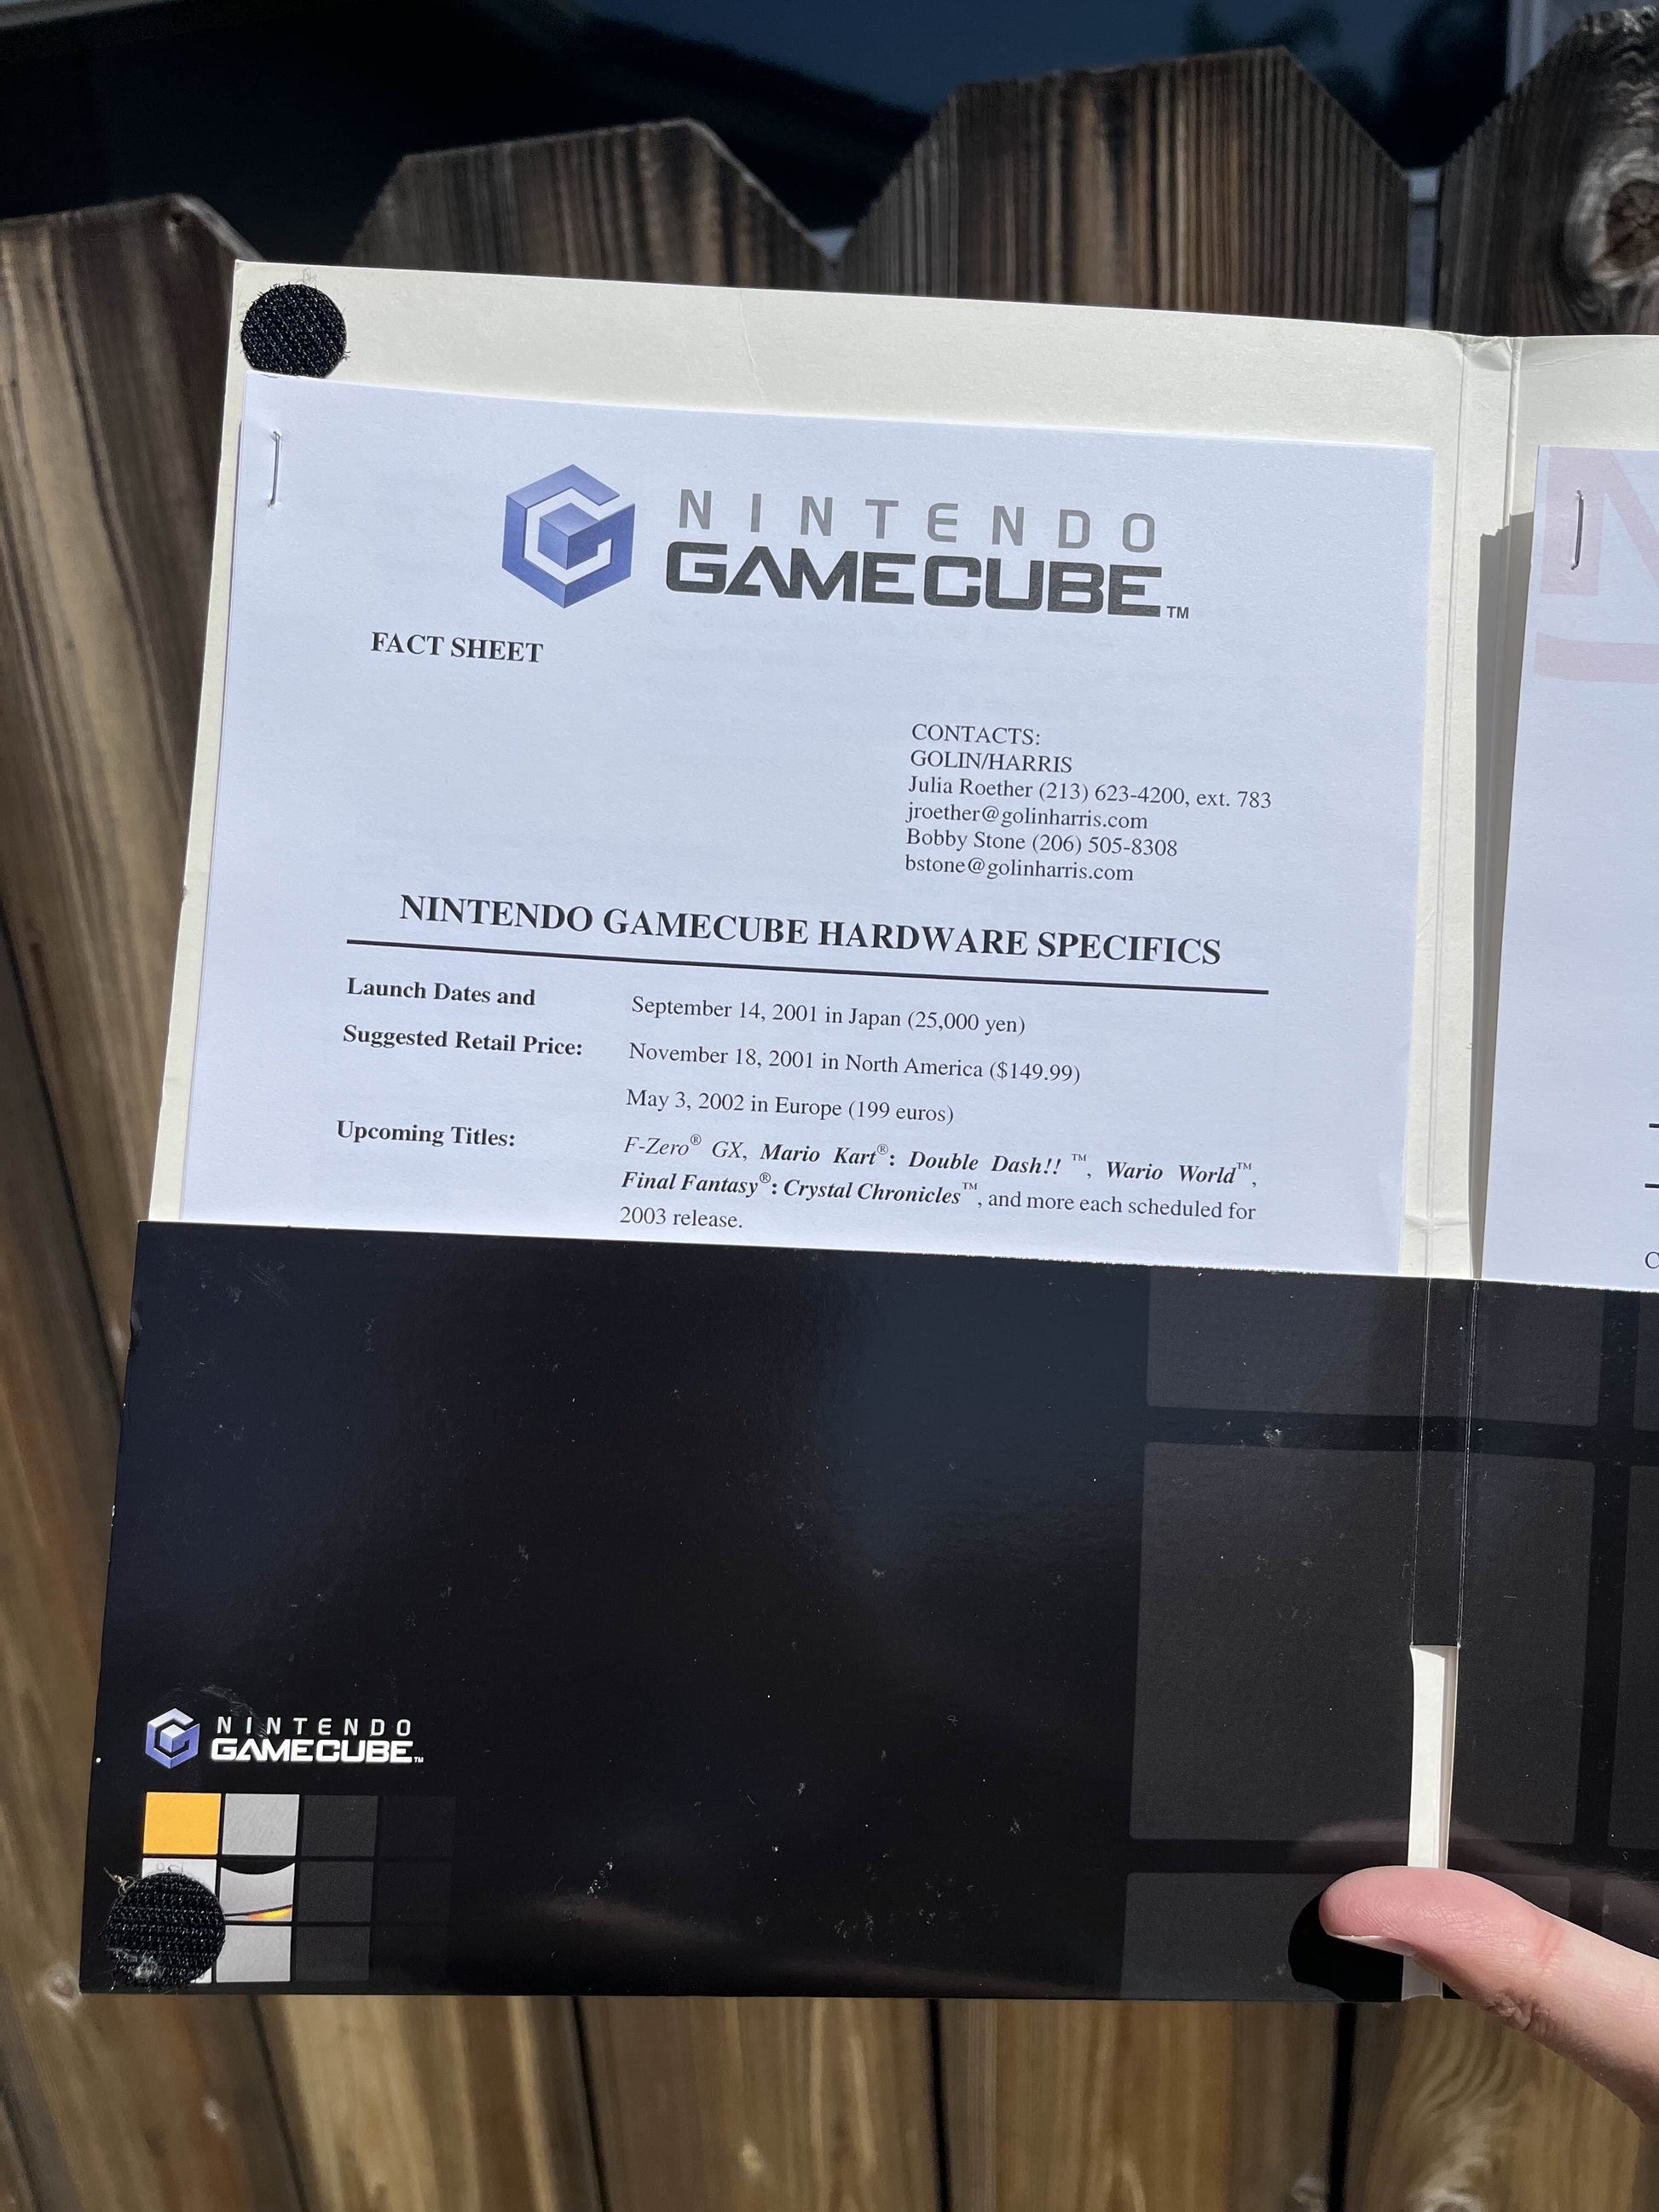 NINTENDO
GAMECUBE™
FACT SHEET
CONTACTS:
GOLIN/HARRIS
Julia Roether (213) 623-4200, ext. 783
jroether@golinharris.com
Bobby Stone (206) 505-8308
bstone@golinharris.com
NINTENDO GAMECUBE HARDWARE SPECIFICS
Launch Dates and
Suggested Retail Price:
September 14, 2001 in Japan (25,000 yen)
November 18, 2001 in North America ($149.99)
May 3, 2002 in Europe (199 euros)
Upcoming Titles:
F-Zero® GX, Mario Kart®: Double Dash!! ™, Wario World™,
Final Fantasy®: Crystal Chronicles™, and more each scheduled for
2003 release.
NINTENDO
GAMECUBE™